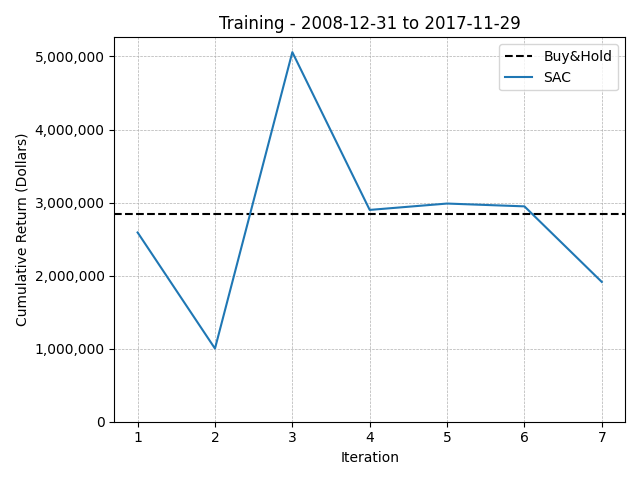 Training - 2008-12-31 to 2017-11-29
Buy&Hold
SAC
Cumulative Return (Dollars)
5,000,000
4,000,000
3,000,000
2,000,000
1,000,000
0
1 2 3 4 5 6 7
Iteration